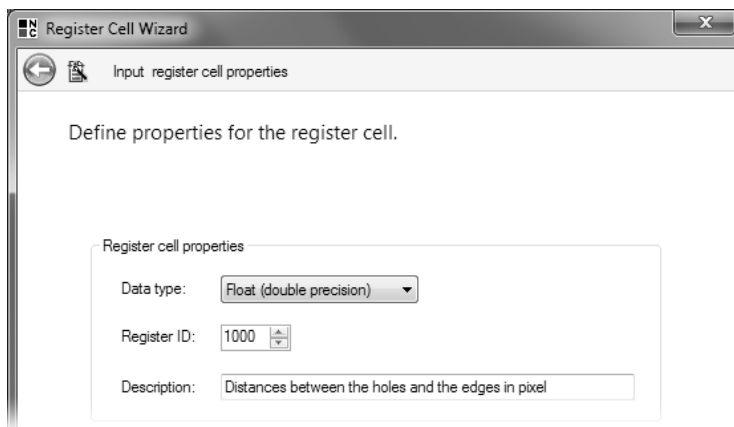 NC Register Cell Wizard
Input register cell properties
Define properties for the register cell.
Register cell properties
Data type: Float (double precision)
Register ID: 1000
Description: Distances between the holes and the edges in pixel